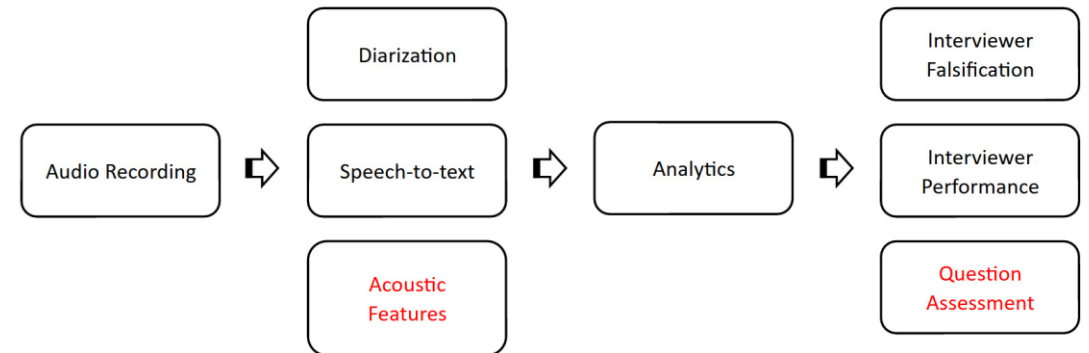 Audio Recording
Diarization
Speech-to-text
Acoustic
Features
Analytics
Interviewer
Falsification
Interviewer
Performance
Question
Assessment